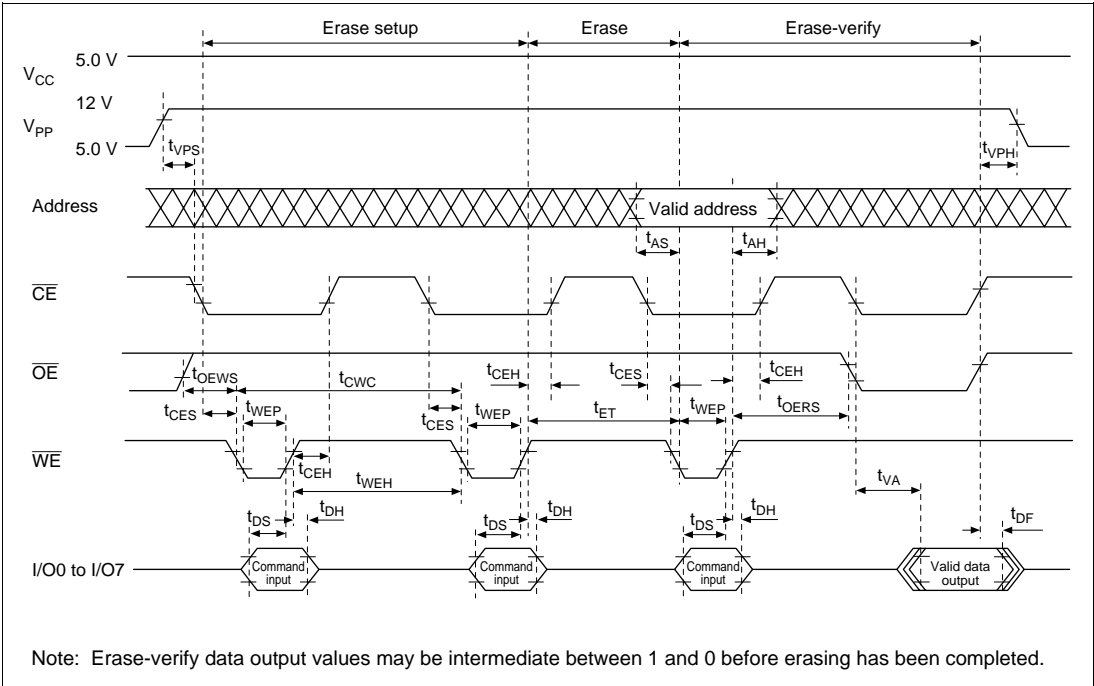 Erase setup Erase Erase-verify
5.0 V
VCC
12 V
VPP
5.0 V
tVPS tVPH
Address Valid address
tAS tAH
CE
OE
tOEWS tCWC tCEH tCES tCEH
tCES tWEP tCES tWEP tET tWEP tOERS
WE
tCEH
tWEH tVA
tDS tDH tDS tDH tDS tDH tDF
I/O0 to I/O7 Command input Command input Command input Valid data output
Note: Erase-verify data output values may be intermediate between 1 and 0 before erasing has been completed.